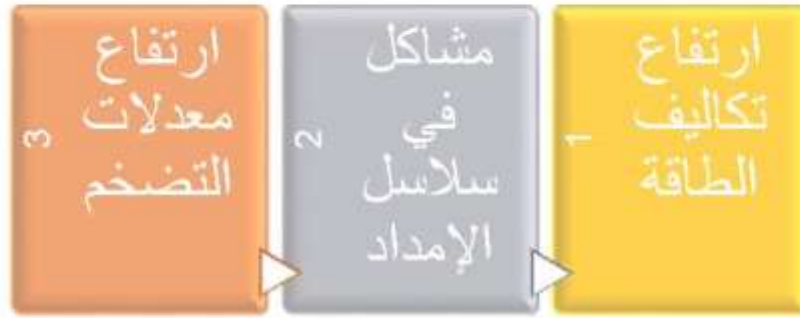 1
ارتفاع
تكاليف
الطاقة
2
مشاكل
في
سلاسل
الإمداد
3
ارتفاع
معدلات
التضخم